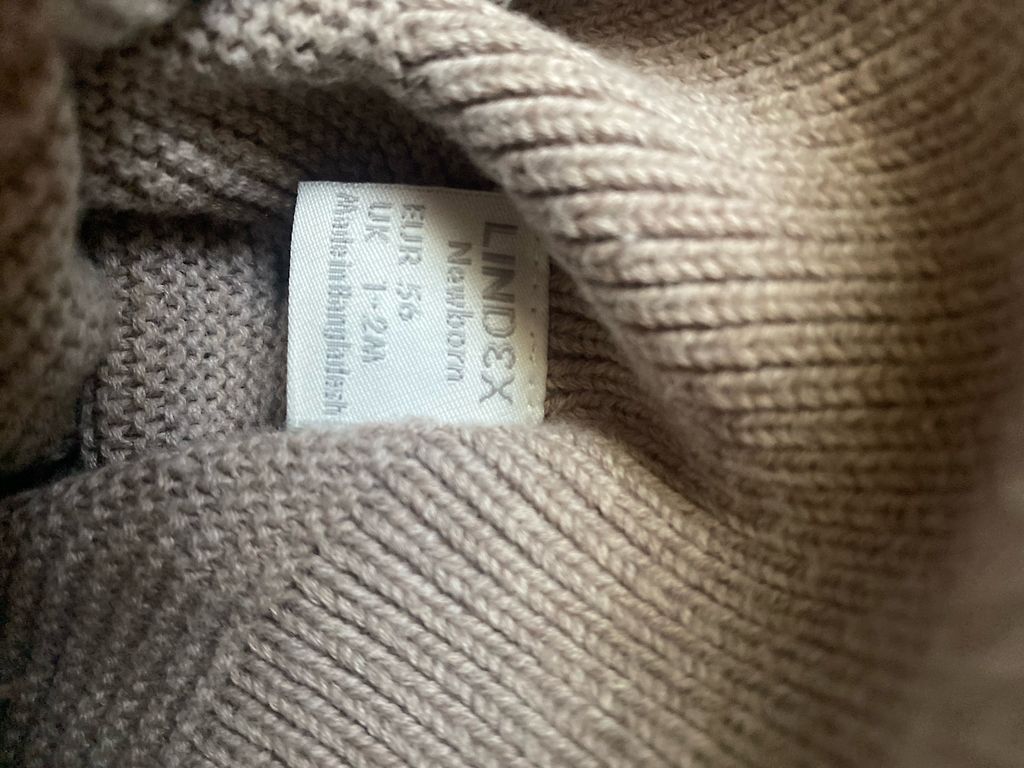 LINDEX
Newborn
EUR 56
UK 1-2M
Made in Bangladesh